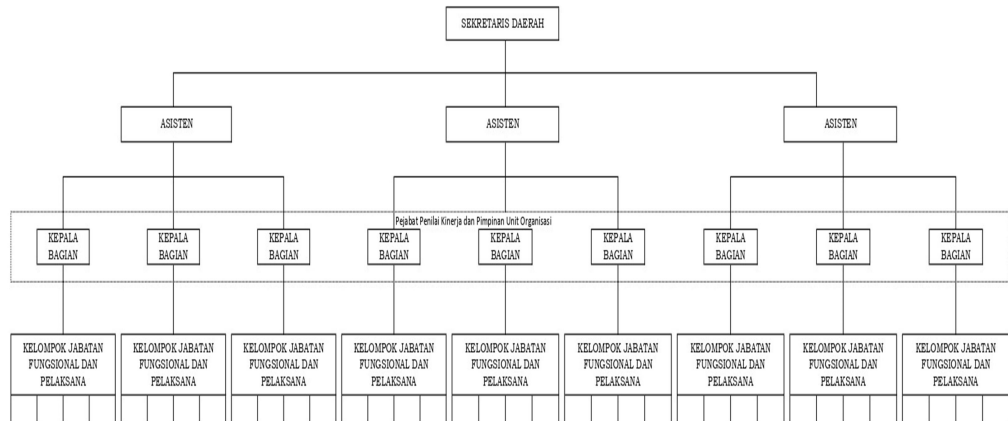 SEKRETARIS DAERAH
ASISTEN
ASISTEN
ASISTEN
Pejabat Penilai Kinerja dan Pimpinan Unit Organisasi
KEPALA
BAGIAN
KEPALA
BAGIAN
KEPALA
BAGIAN
KEPALA
BAGIAN
KEPALA
BAGIAN
KEPALA
BAGIAN
KEPALA
BAGIAN
KEPALA
BAGIAN
KEPALA
BAGIAN
KELOMPOK JABATAN
FUNGSIONAL DAN
PELAKSANA
KELOMPOK JABATAN
FUNGSIONAL DAN
PELAKSANA
KELOMPOK JABATAN
FUNGSIONAL DAN
PELAKSANA
KELOMPOK JABATAN
FUNGSIONAL DAN
PELAKSANA
KELOMPOK JABATAN
FUNGSIONAL DAN
PELAKSANA
KELOMPOK JABATAN
FUNGSIONAL DAN
PELAKSANA
KELOMPOK JABATAN
FUNGSIONAL DAN
PELAKSANA
KELOMPOK JABATAN
FUNGSIONAL DAN
PELAKSANA
KELOMPOK JABATAN
FUNGSIONAL DAN
PELAKSANA